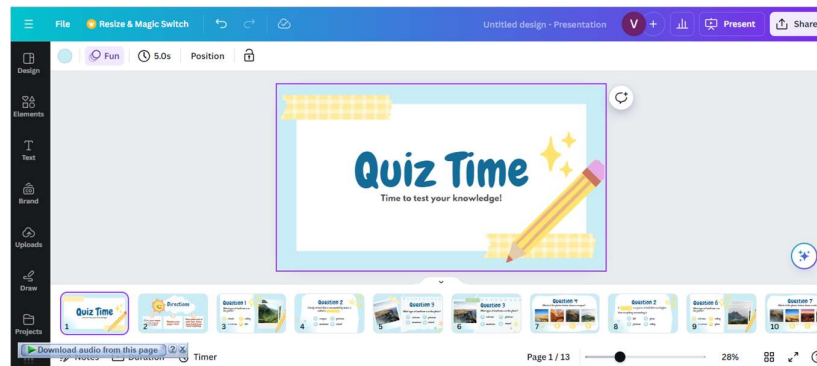 File Resize & Magic Switch Untitled design - Presentation V + Present Share
Fun 5.0s Position
Design
Elements
Text
Brand
Uploads
Draw
Projects
Quiz Time
Time to test your knowledge!
Quiz Time
1
Directions
2
Question 1
3
Question 2
4
Question 3
5
Question 3
6
Question 4
7
Question 2
8
Question 6
9
Question 7
10
Download audio from this page ? X
Notes Duration Timer Page 1 / 13 28%